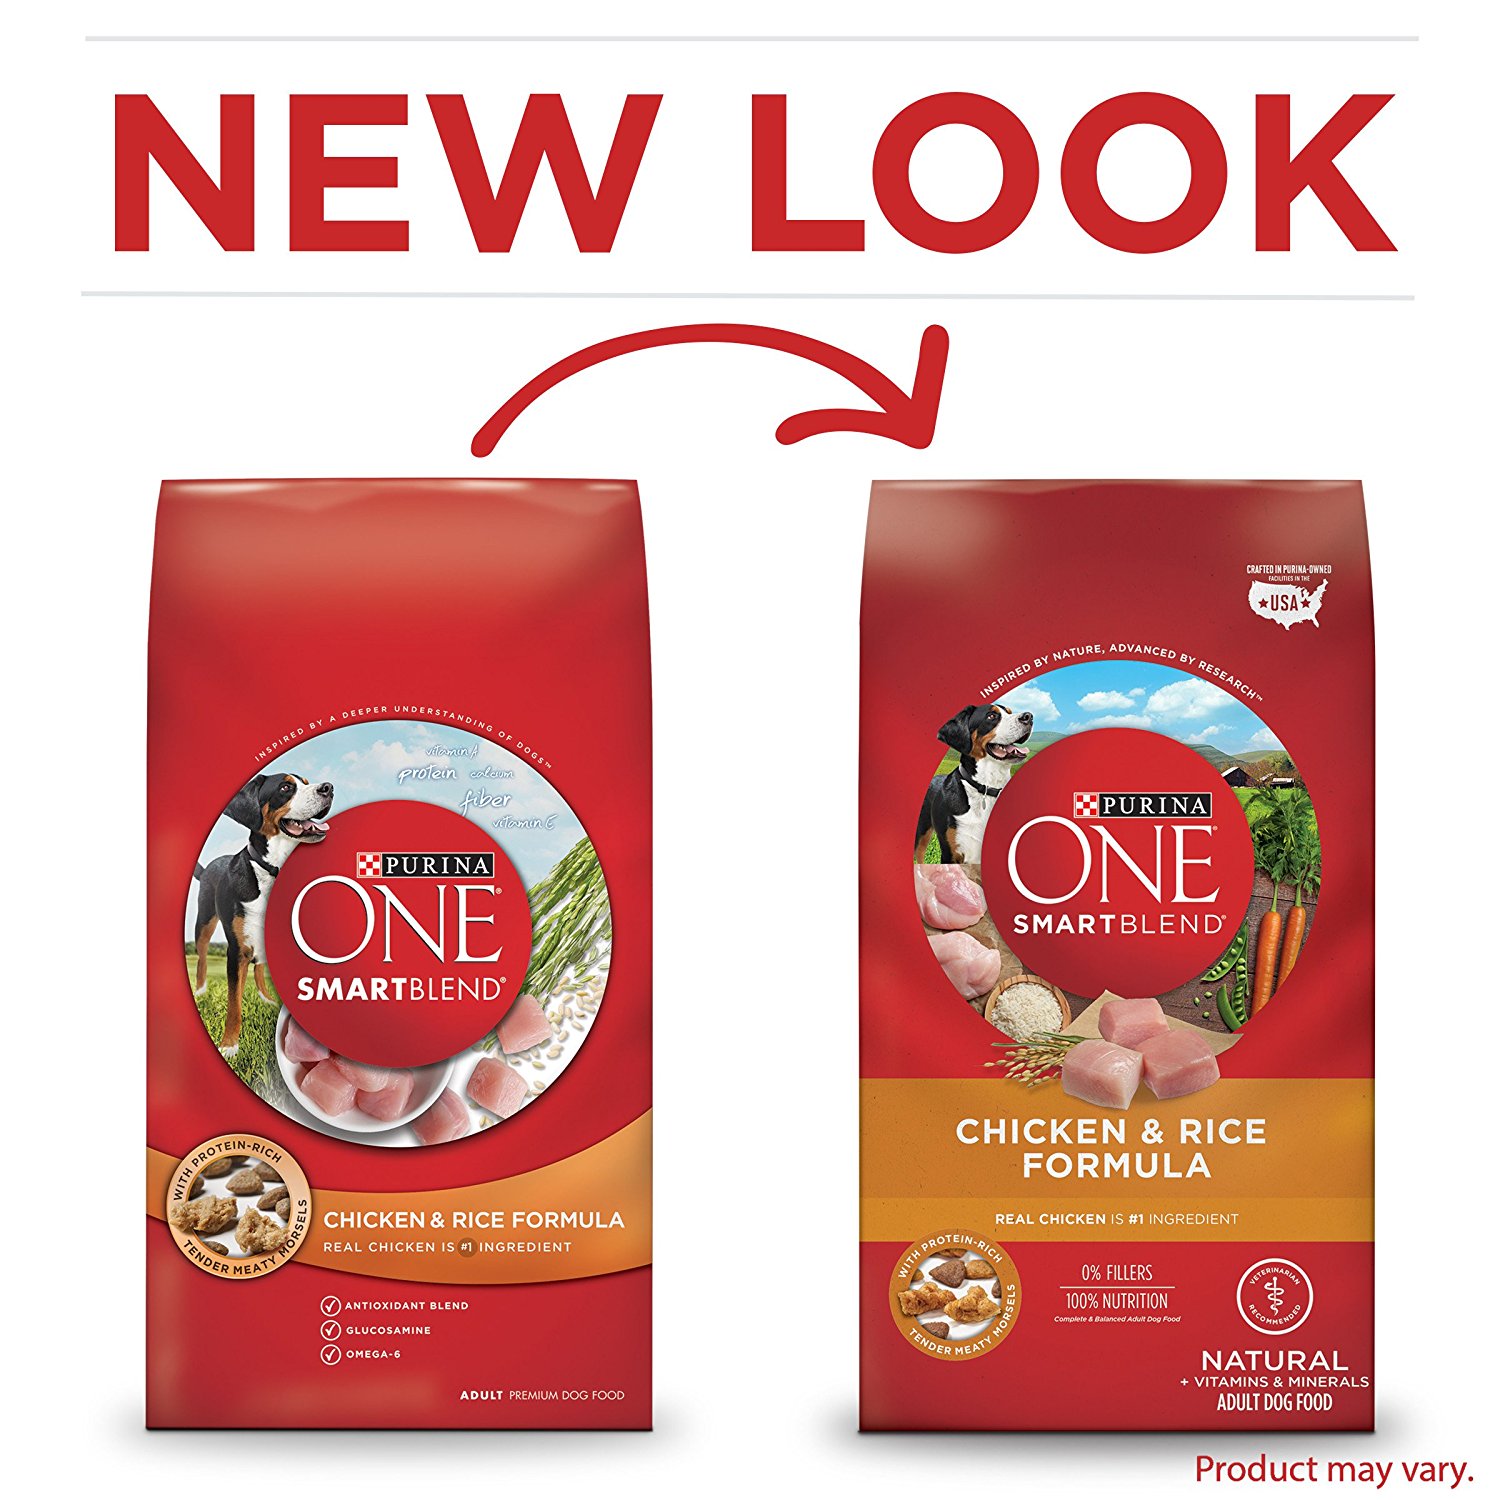 NEW LOOK
INSPIRED BY A DEEPER UNDERSTANDING OF DOGS™
vitamin A
protein calcium
fiber
vitamin E
PURINA
ONE®
SMARTBLEND®
WITH PROTEIN-RICH
TENDER MEATY MORSELS
CHICKEN & RICE FORMULA
REAL CHICKEN IS #1 INGREDIENT
ANTIOXIDANT BLEND
GLUCOSAMINE
OMEGA-6
ADULT PREMIUM DOG FOOD
CRAFTED IN PURINA-OWNED
FACILITIES IN THE
USA
INSPIRED BY NATURE, ADVANCED BY RESEARCH™
PURINA
ONE®
SMARTBLEND®
CHICKEN & RICE
FORMULA
REAL CHICKEN IS #1 INGREDIENT
WITH PROTEIN-RICH
TENDER MEATY MORSELS
0% FILLERS
100% NUTRITION
Complete & Balanced Adult Dog Food
VETERINARIAN
RECOMMENDED
NATURAL
+ VITAMINS & MINERALS
ADULT DOG FOOD
Product may vary.